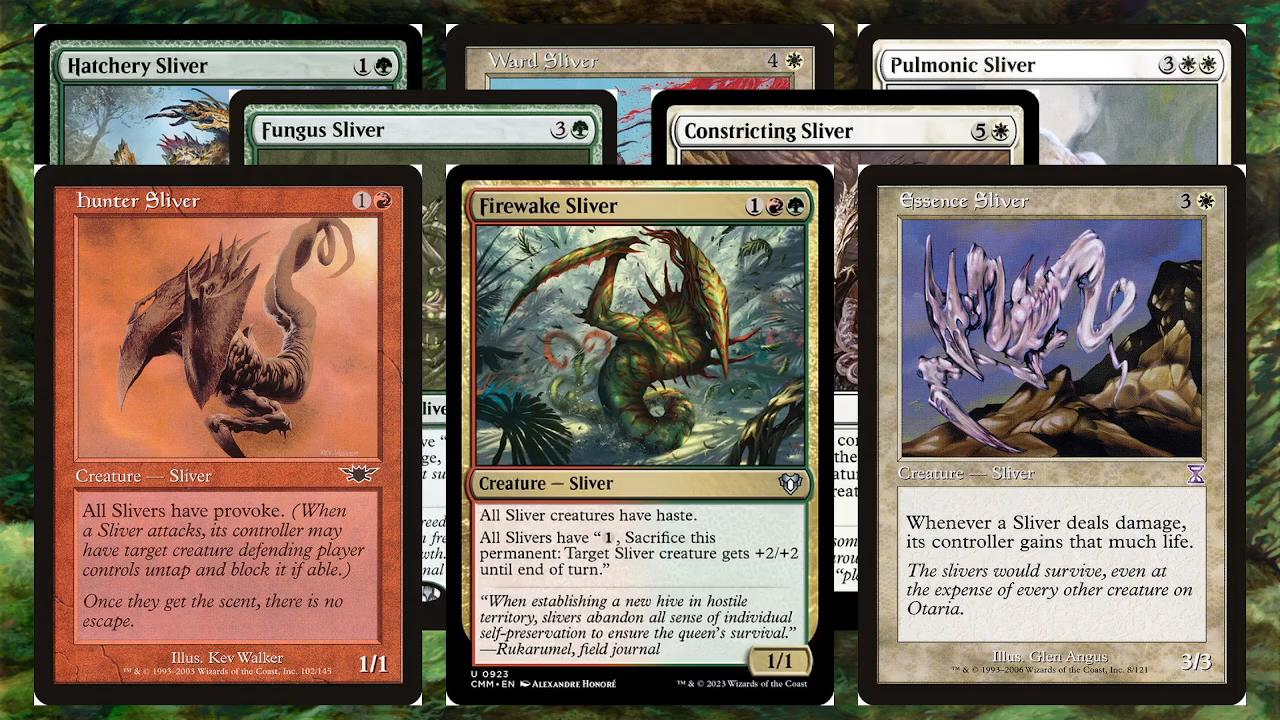 Hatchery Sliver 1
Ward Sliver 4
Pulmonic Sliver 3
Fungus Sliver 3
Constricting Sliver 5
Hunter Sliver 1
Creature — Sliver
All Slivers have provoke. (When
a Sliver attacks, its controller may
have target creature defending player
controls untap and block it if able.)
Once they get the scent, there is no
escape.
Illus. Kev Walker
™ & © 1993–2003 Wizards of the Coast, Inc. 102/145
1/1
Firewake Sliver 1
Creature — Sliver
All Sliver creatures have haste.
All Slivers have “1, Sacrifice this
permanent: Target Sliver creature gets +2/+2
until end of turn.”
“When establishing a new hive in hostile
territory, slivers abandon all sense of individual
self-preservation to ensure the queen’s survival.”
—Rukarumel, field journal
1/1
U 0923
CMM • EN Alexandre Honoré
™ & © 2023 Wizards of the Coast
Essence Sliver 3
Creature — Sliver
Whenever a Sliver deals damage,
its controller gains that much life.
The slivers would survive, even at
the expense of every other creature on
Otaria.
Illus. Glen Angus
™ & © 1993–2006 Wizards of the Coast, Inc. 8/121
3/3